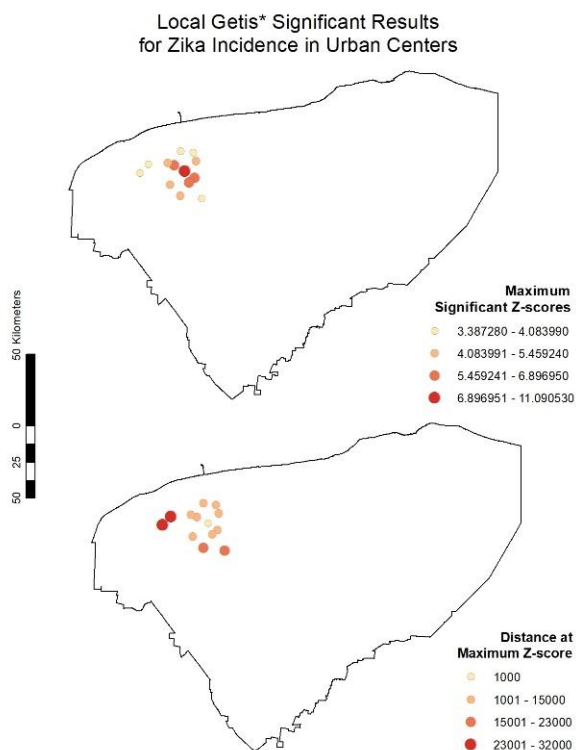 Local Getis* Significant Results
for Zika Incidence in Urban Centers
Maximum
Significant Z-scores
3.387280 - 4.083990
4.083991 - 5.459240
5.459241 - 6.896950
6.896951 - 11.090530
50 Kilometers
0
25
50
Distance at
Maximum Z-score
1000
1001 - 15000
15001 - 23000
23001 - 32000